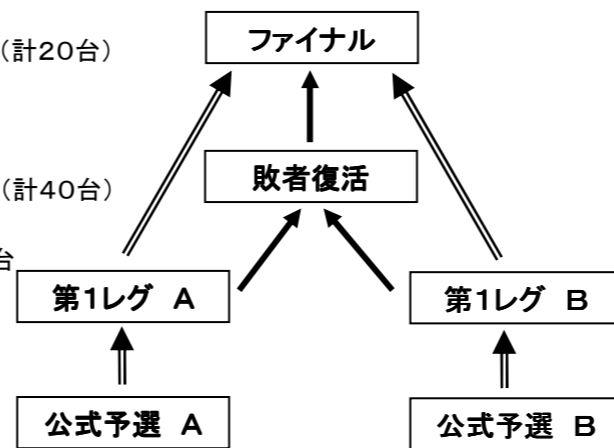 ファイナル
(計20台)
敗者復活
(計40台)
台
第1レグ A
第1レグ B
公式予選 A
公式予選 B